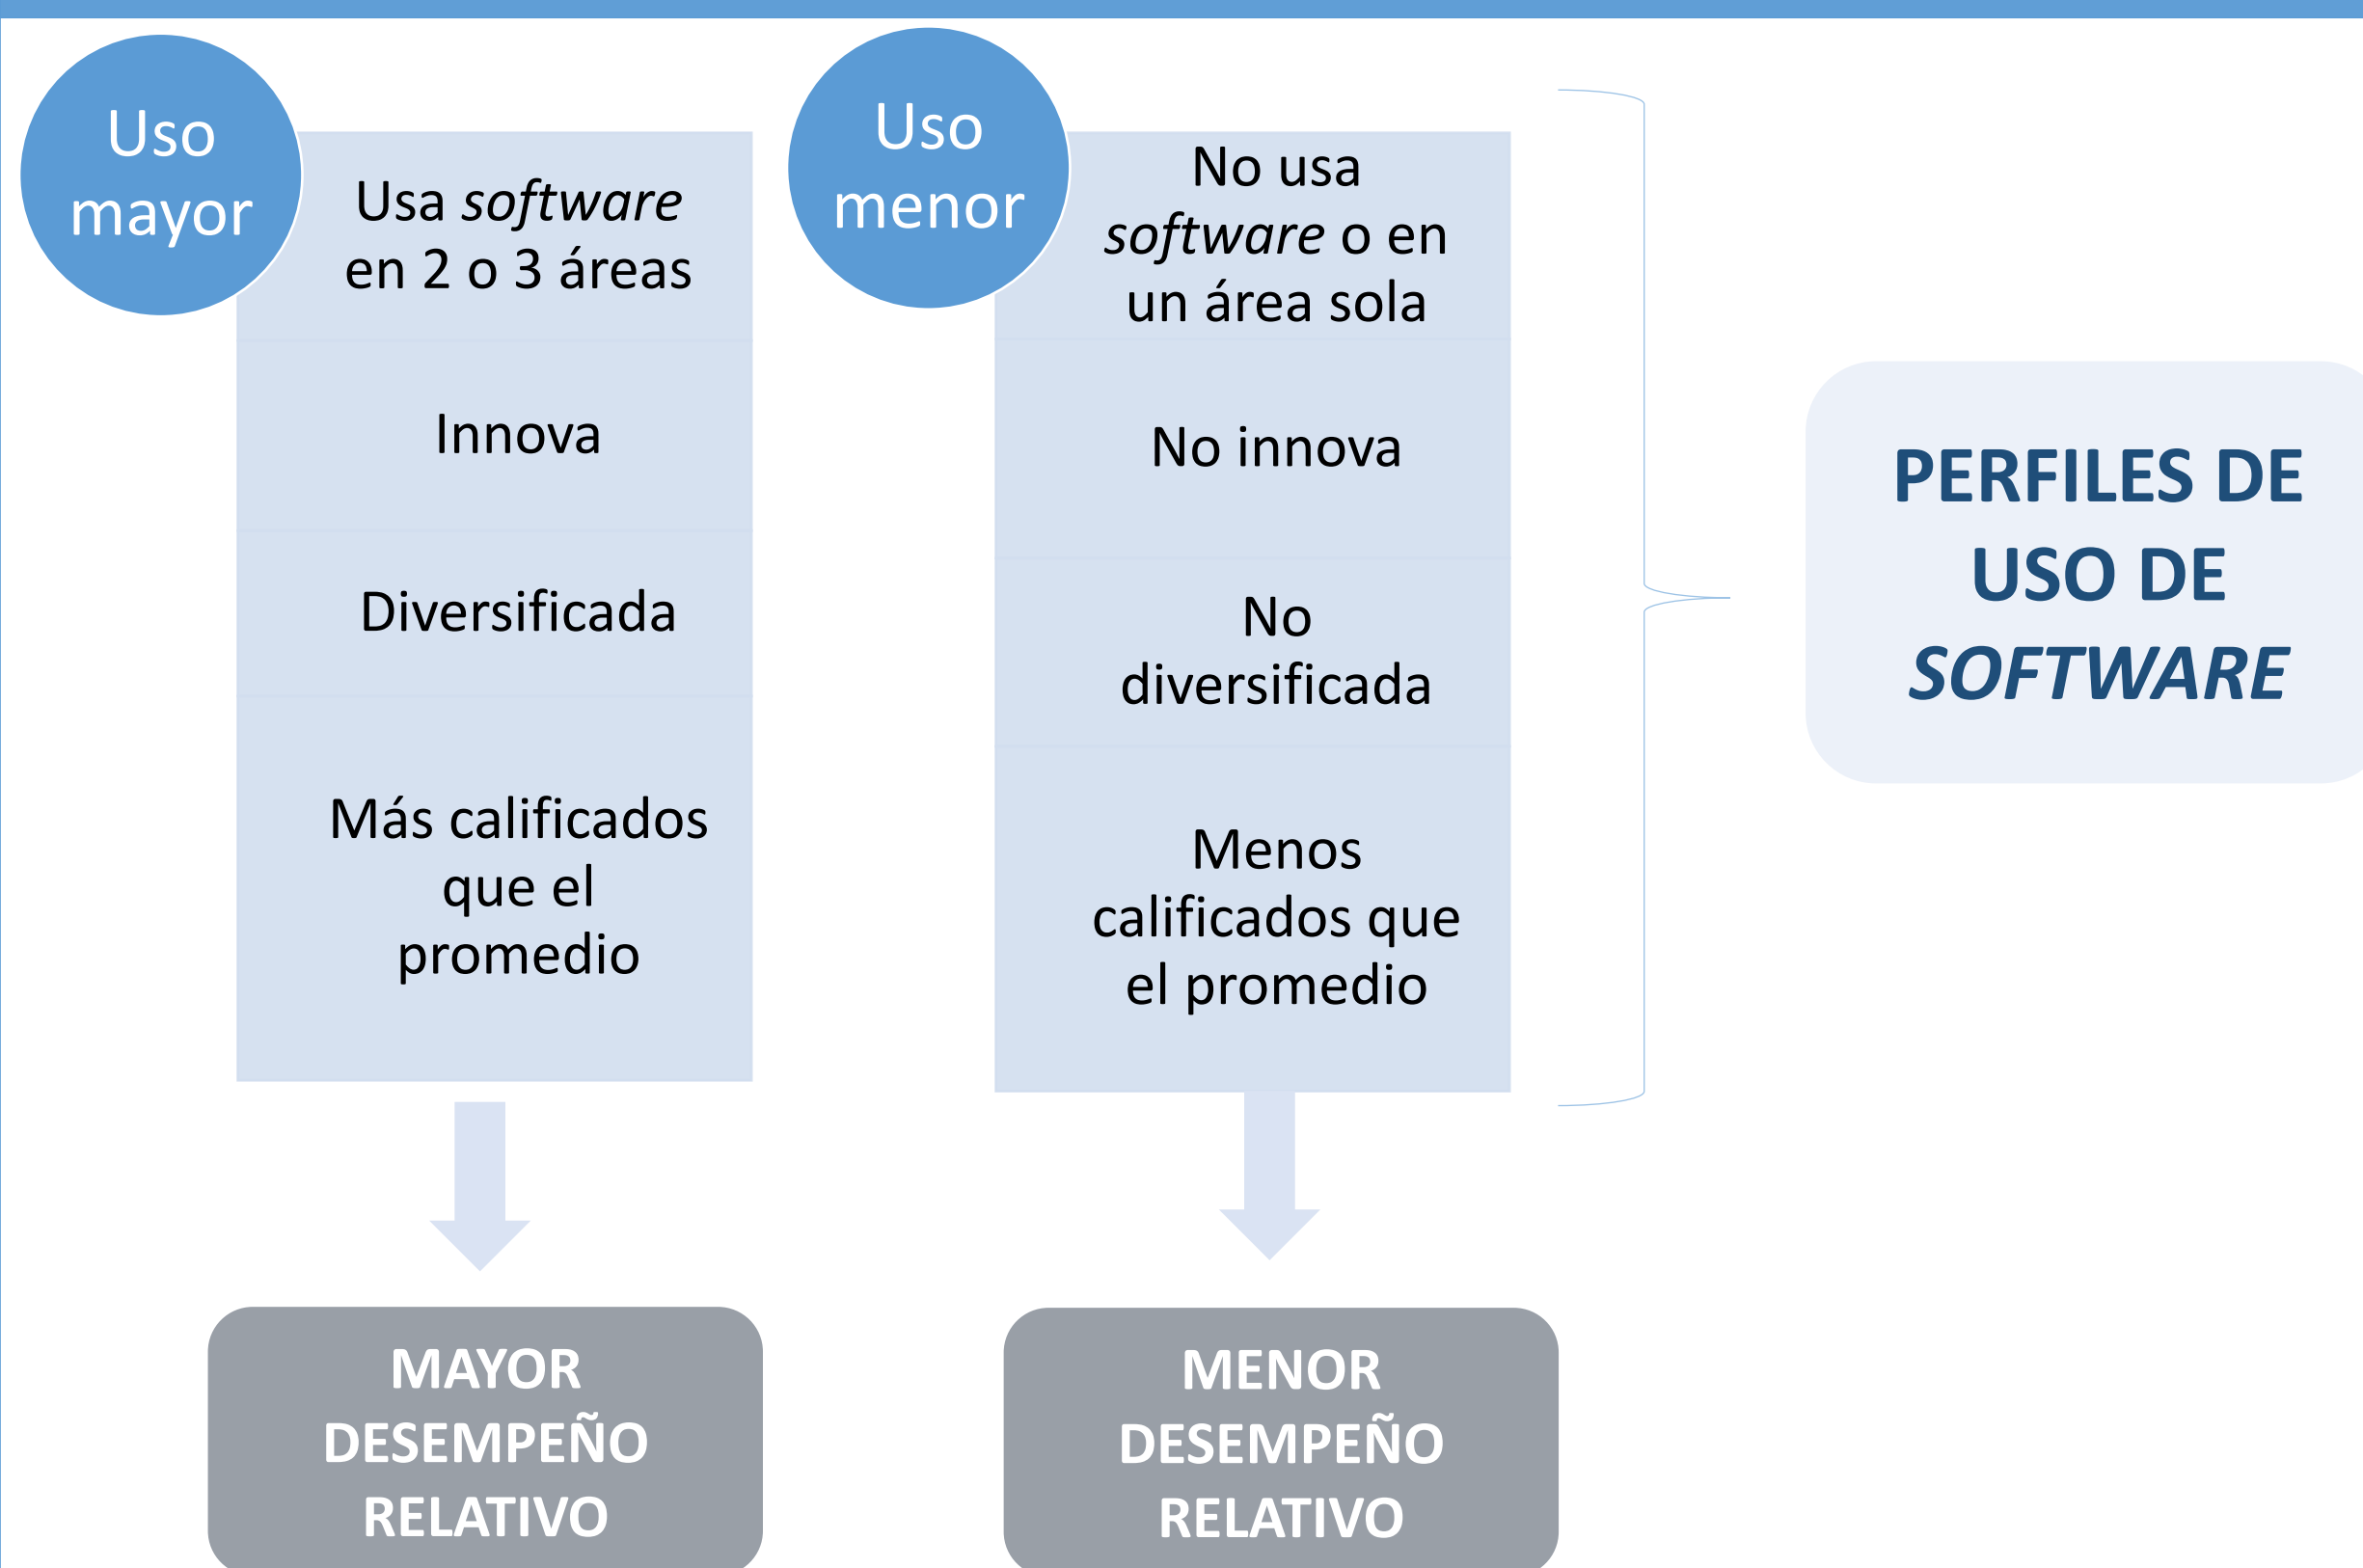 Uso
mayor
Usa software
en 2 o 3 áreas
Innova
Diversificada
Más calificados
que el
promedio
MAYOR
DESEMPEÑO
RELATIVO
Uso
menor
No usa
software o en
un área sola
No innova
No
diversificada
Menos
calificados que
el promedio
MENOR
DESEMPEÑO
RELATIVO
PERFILES DE
USO DE
SOFTWARE